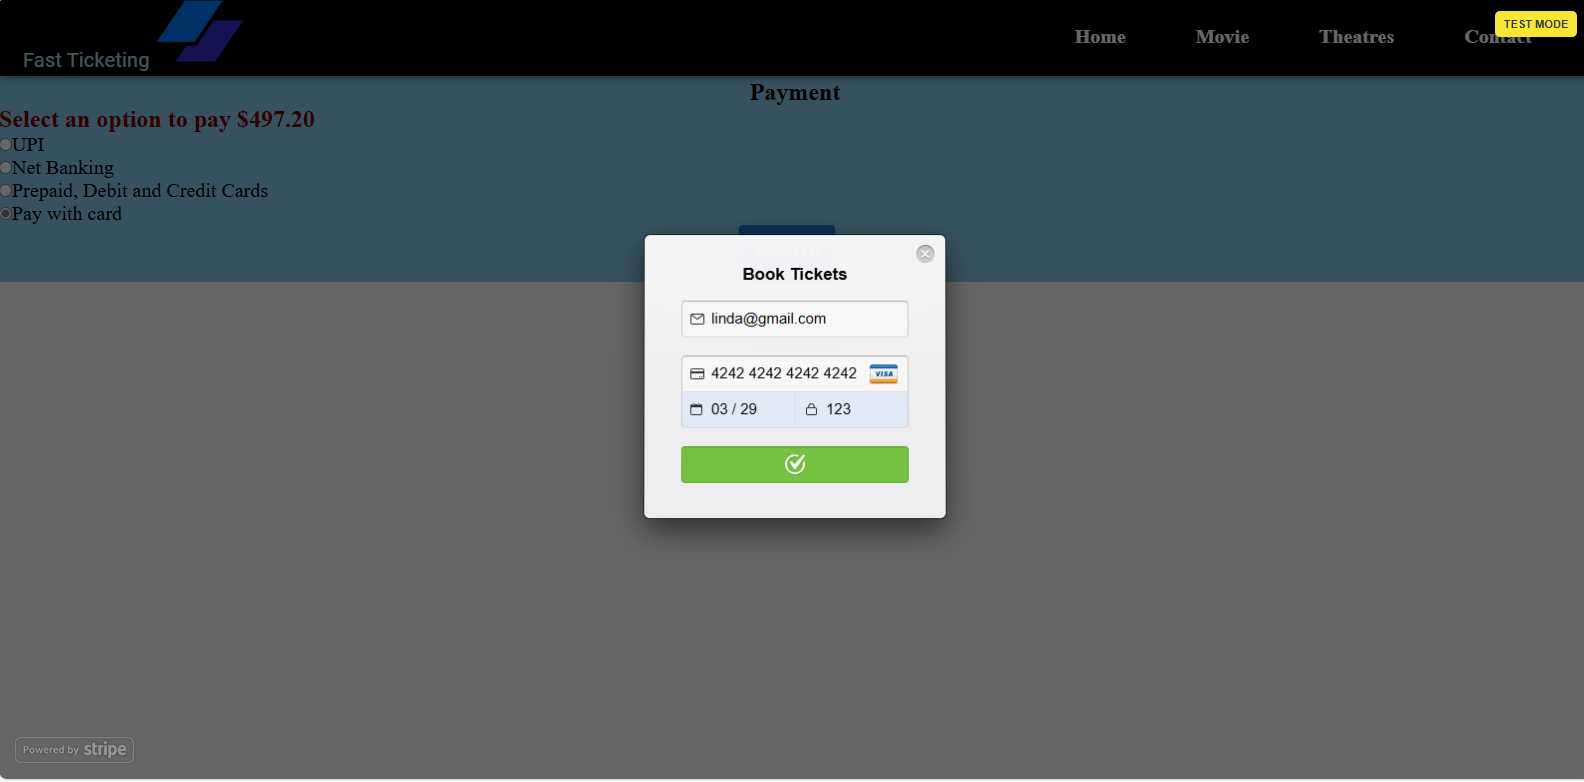 Fast Ticketing
Home Movie Theatres Contact
TEST MODE
Payment
Select an option to pay $497.20
UPI
Net Banking
Prepaid, Debit and Credit Cards
Pay with card
Book Tickets
linda@gmail.com
4242 4242 4242 4242 VISA
03 / 29 123
Powered by stripe